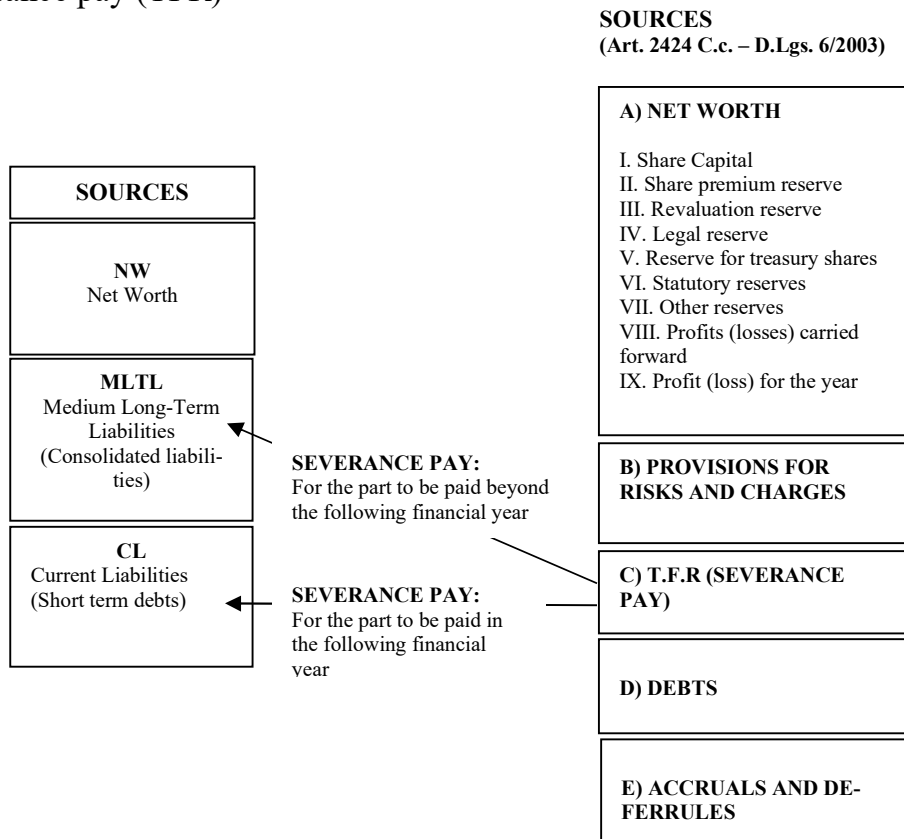 SOURCES
(Art. 2424 C.c. – D.Lgs. 6/2003)
SOURCES
NW
Net Worth
MLTL
Medium Long-Term
Liabilities
(Consolidated liabili-
ties)
CL
Current Liabilities
(Short term debts)
SEVERANCE PAY:
For the part to be paid beyond
the following financial year
SEVERANCE PAY:
For the part to be paid in
the following financial
year
A) NET WORTH
I. Share Capital
II. Share premium reserve
III. Revaluation reserve
IV. Legal reserve
V. Reserve for treasury shares
VI. Statutory reserves
VII. Other reserves
VIII. Profits (losses) carried
forward
IX. Profit (loss) for the year
B) PROVISIONS FOR
RISKS AND CHARGES
C) T.F.R (SEVERANCE
PAY)
D) DEBTS
E) ACCRUALS AND DE-
FERRULES